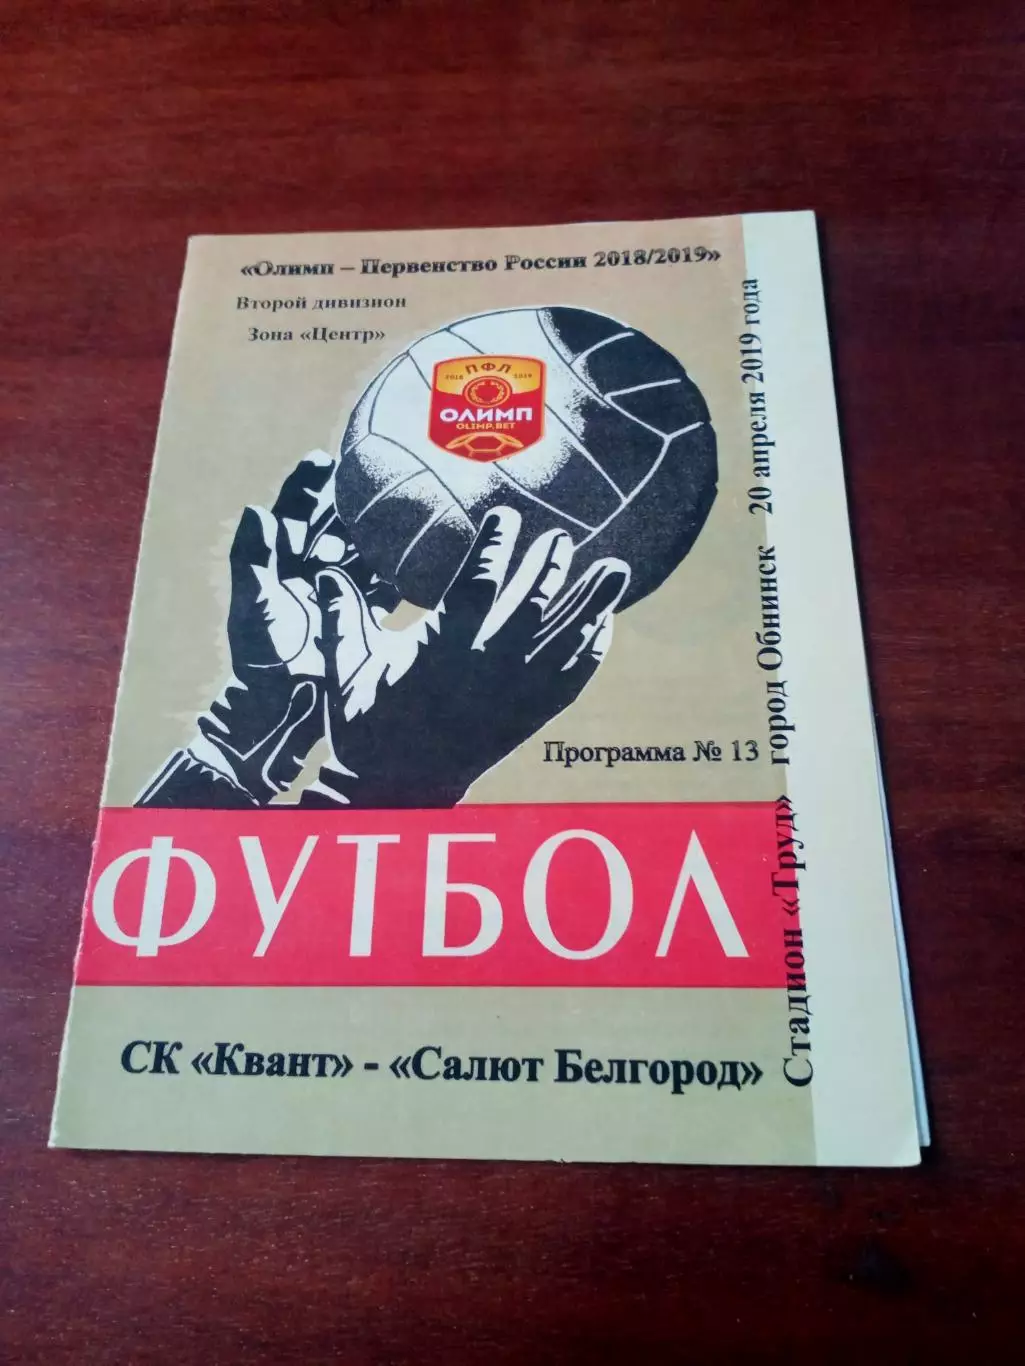 «Олимп – Первенство России 2018/2019»
Второй дивизион
Зона «Центр»
ПФЛ
2018 2019
ОЛИМП
OLIMP.BET
Программа № 13
ФУТБОЛ
СК «Квант» - «Салют Белгород»
Стадион «Труд» город Обнинск 20 апреля 2019 года